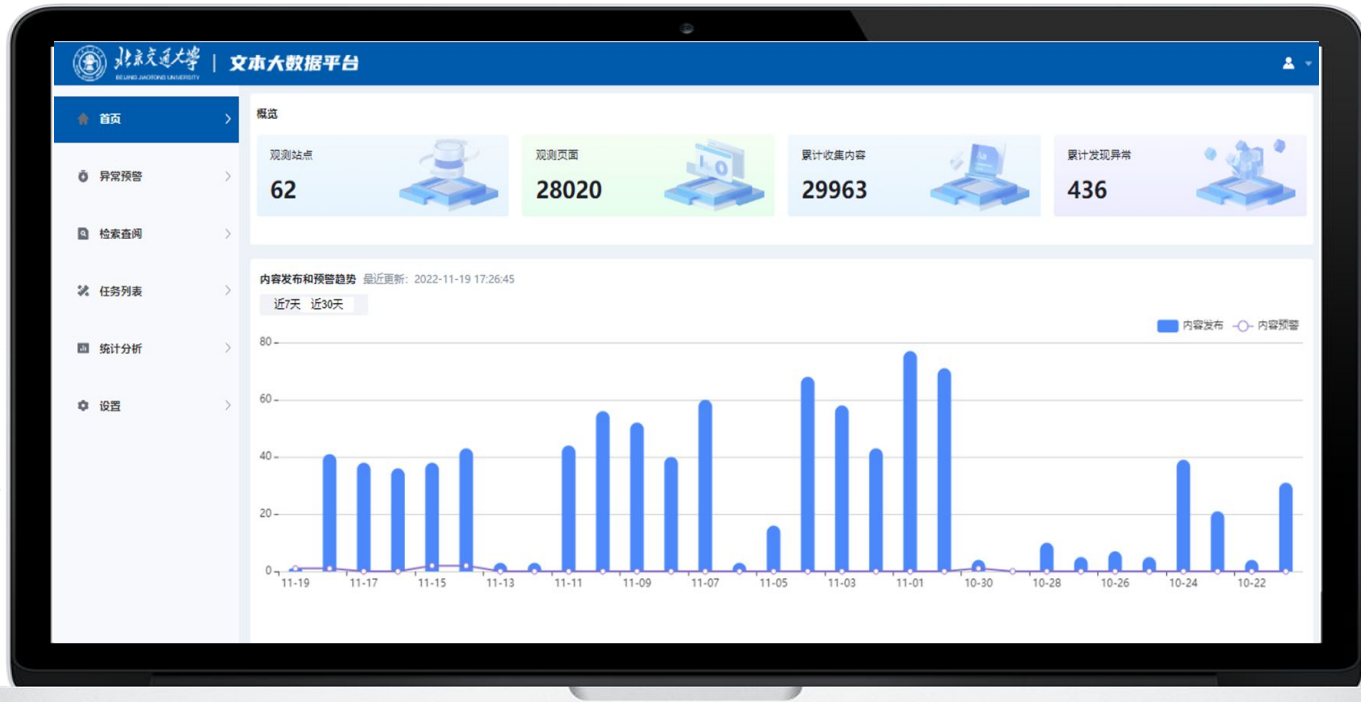 北京交通大学
BEIJING JIAOTONG UNIVERSITY
文本大数据平台
首页
异常预警
检索查阅
任务列表
统计分析
设置
概览
观测站点
62
观测页面
28020
累计收集内容
29963
累计发现异常
436
内容发布和预警趋势 最近更新：2022-11-19 17:26:45
近7天 近30天
内容发布 内容预警
80
60
40
20
0
11-19 11-17 11-15 11-13 11-11 11-09 11-07 11-05 11-03 11-01 10-30 10-28 10-26 10-24 10-22